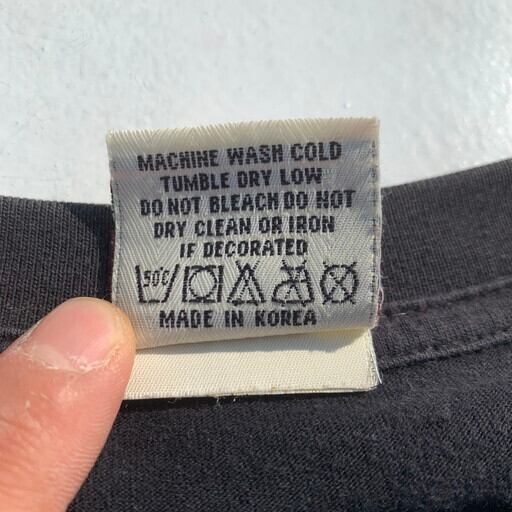 MACHINE WASH COLD
TUMBLE DRY LOW
DO NOT BLEACH DO NOT
DRY CLEAN OR IRON
IF DECORATED
50°C
MADE IN KOREA